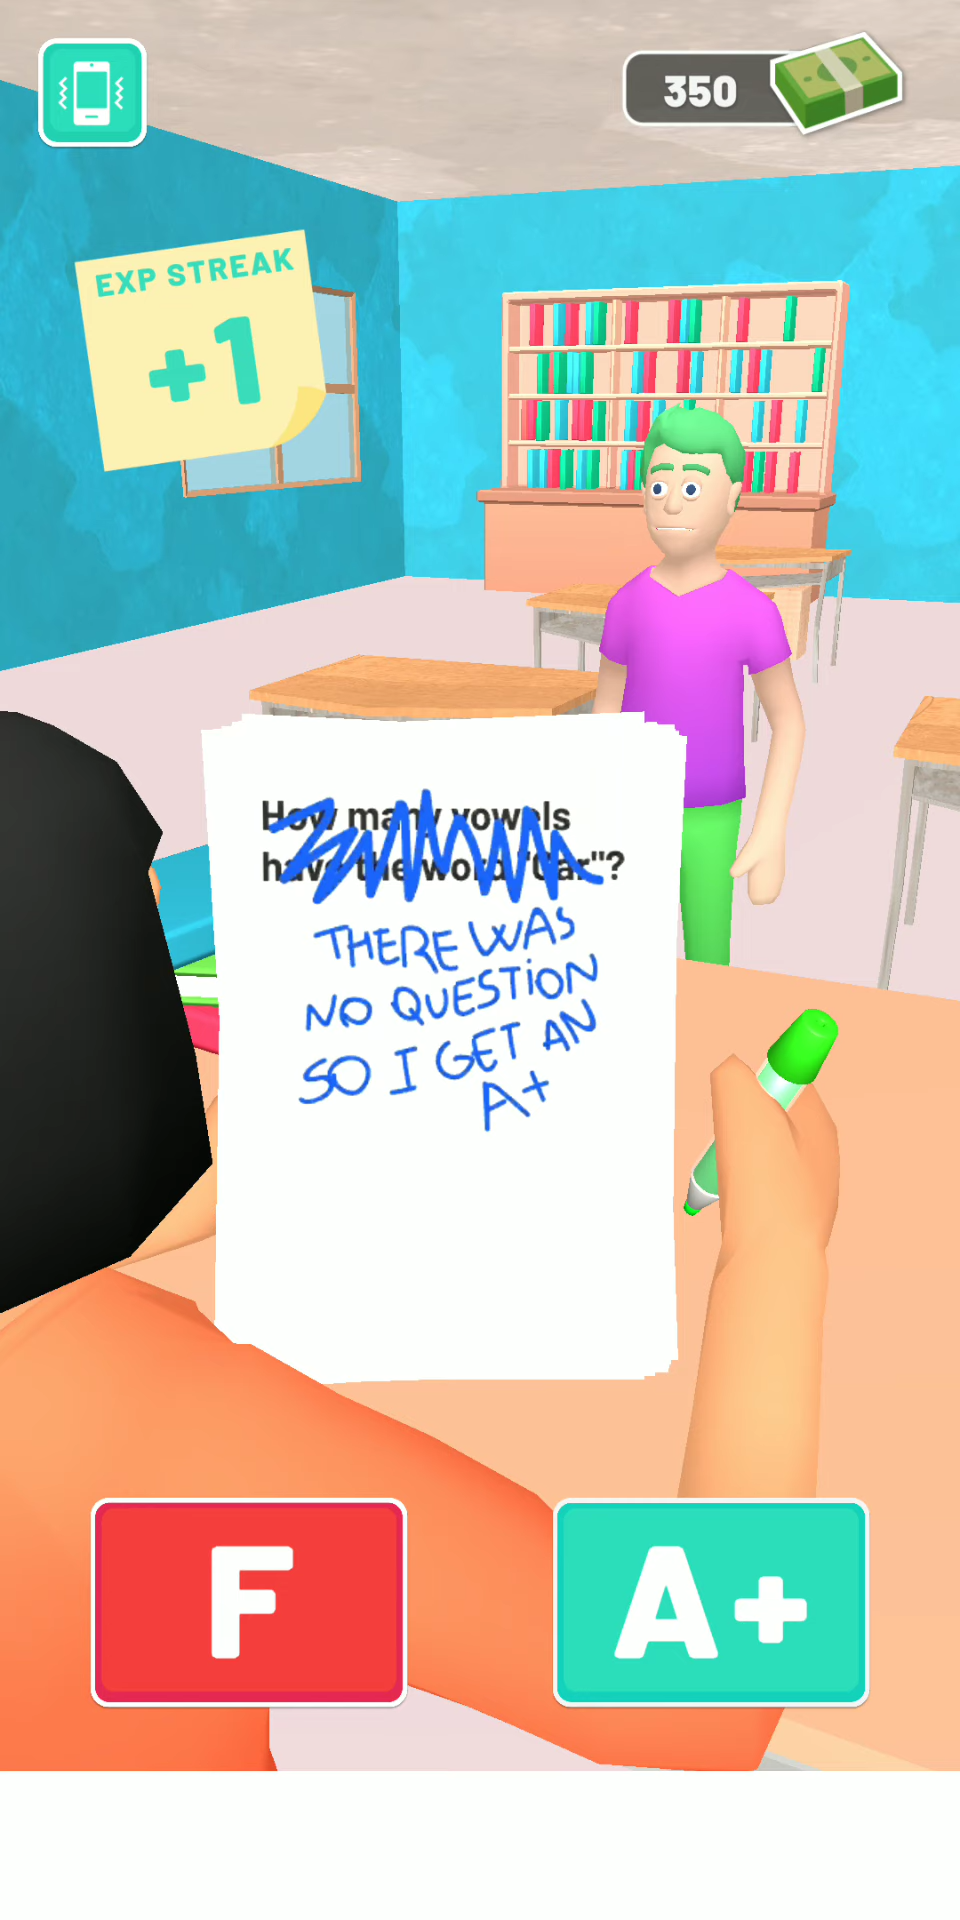 350
EXP STREAK
+1
How many vowels
have the word "Car"?
THERE WAS
NO QUESTION
SO I GET AN
A+
F
A+